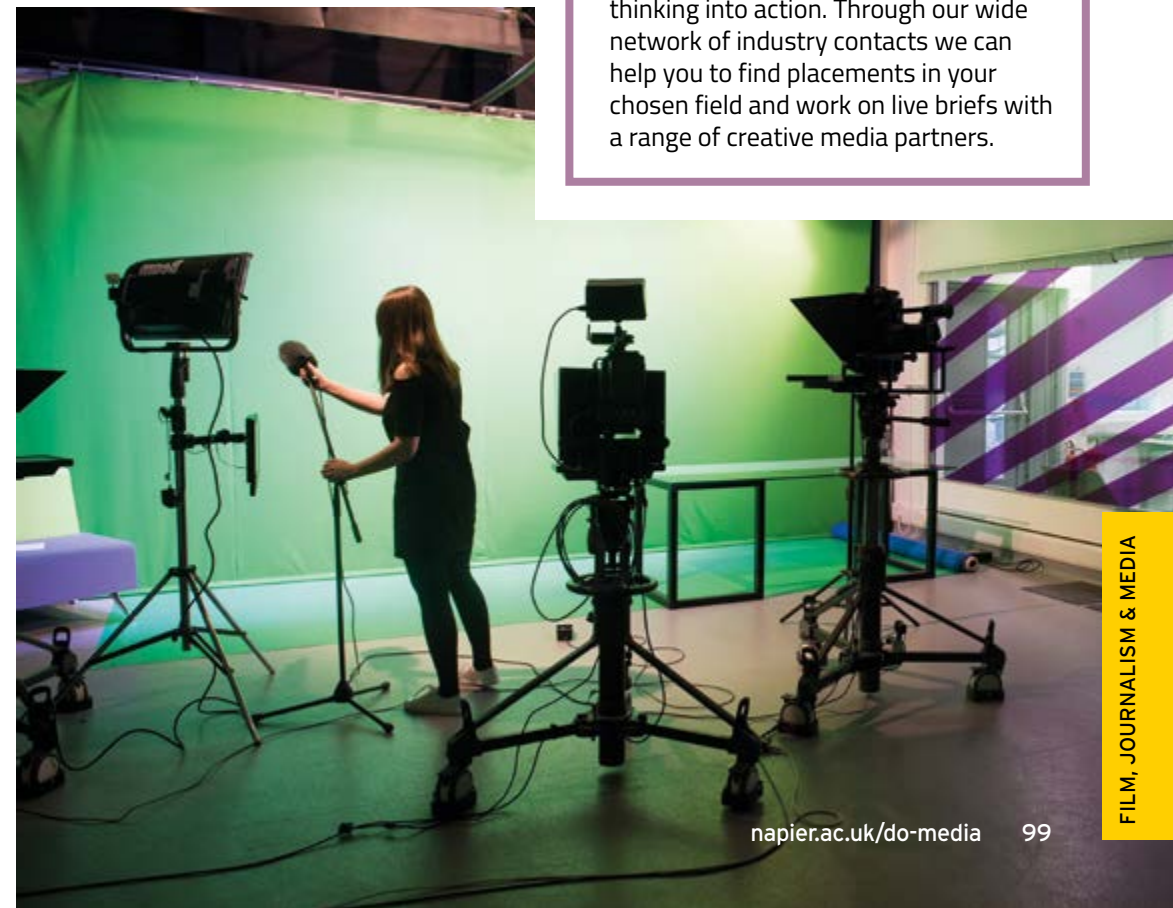 thinking into action. Through our wide
network of industry contacts we can
help you to find placements in your
chosen field and work on live briefs with
a range of creative media partners.
FILM, JOURNALISM & MEDIA
napier.ac.uk/do-media 99